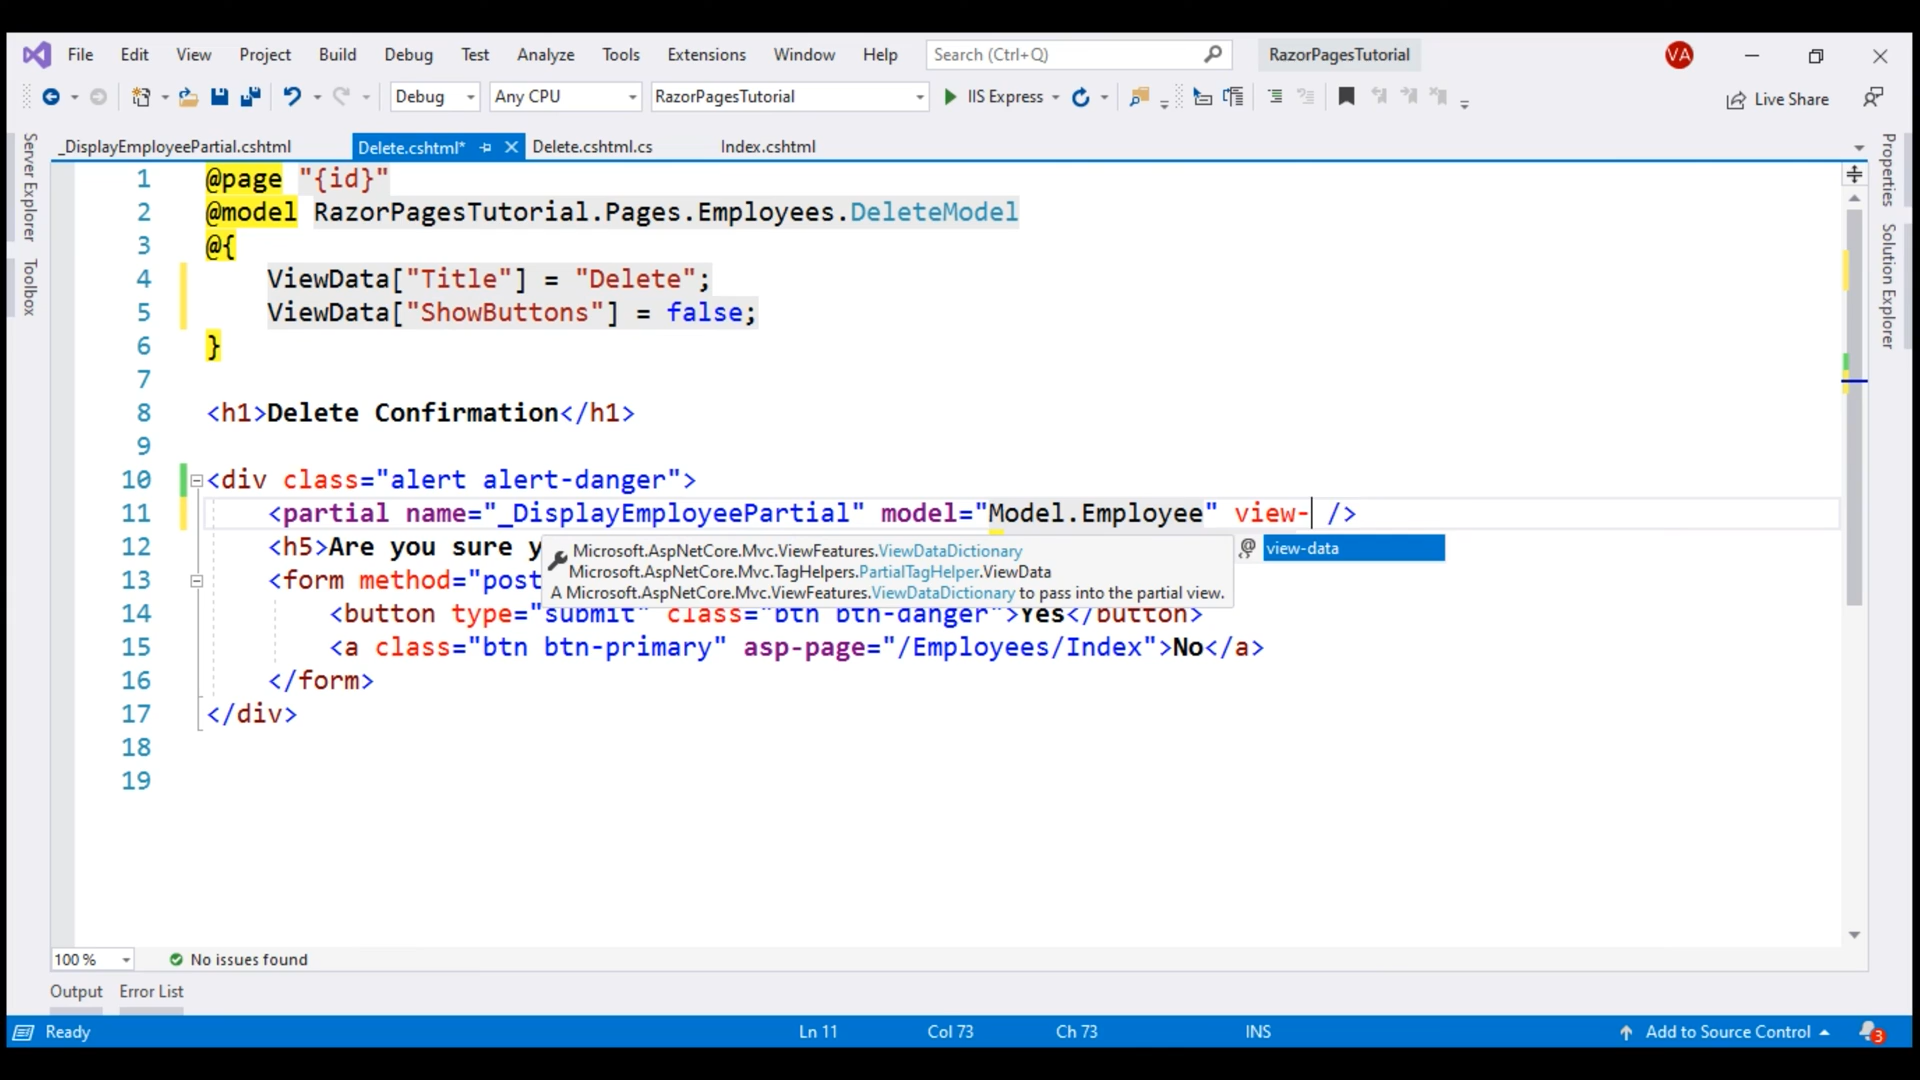 File Edit View Project Build Debug Test Analyze Tools Extensions Window Help Search (Ctrl+Q) RazorPagesTutorial VA
Debug Any CPU RazorPagesTutorial IIS Express Live Share
_DisplayEmployeePartial.cshtml Delete.cshtml* Delete.cshtml.cs Index.cshtml
Server Explorer
Toolbox
Properties
Solution Explorer
1 @page "{id}"
2 @model RazorPagesTutorial.Pages.Employees.DeleteModel
3 @{
4 ViewData["Title"] = "Delete";
5 ViewData["ShowButtons"] = false;
6 }
7
8 <h1>Delete Confirmation</h1>
9
10 <div class="alert alert-danger">
11 <partial name="_DisplayEmployeePartial" model="Model.Employee" view- />
12 <h5>Are you sure y
Microsoft.AspNetCore.Mvc.ViewFeatures.ViewDataDictionary
Microsoft.AspNetCore.Mvc.TagHelpers.PartialTagHelper.ViewData
A Microsoft.AspNetCore.Mvc.ViewFeatures.ViewDataDictionary to pass into the partial view.
view-data
13 <form method="post
14 <button type="submit" class="btn btn-danger">Yes</button>
15 <a class="btn btn-primary" asp-page="/Employees/Index">No</a>
16 </form>
17 </div>
18
19
100 % No issues found
Output Error List
Ready Ln 11 Col 73 Ch 73 INS Add to Source Control 3